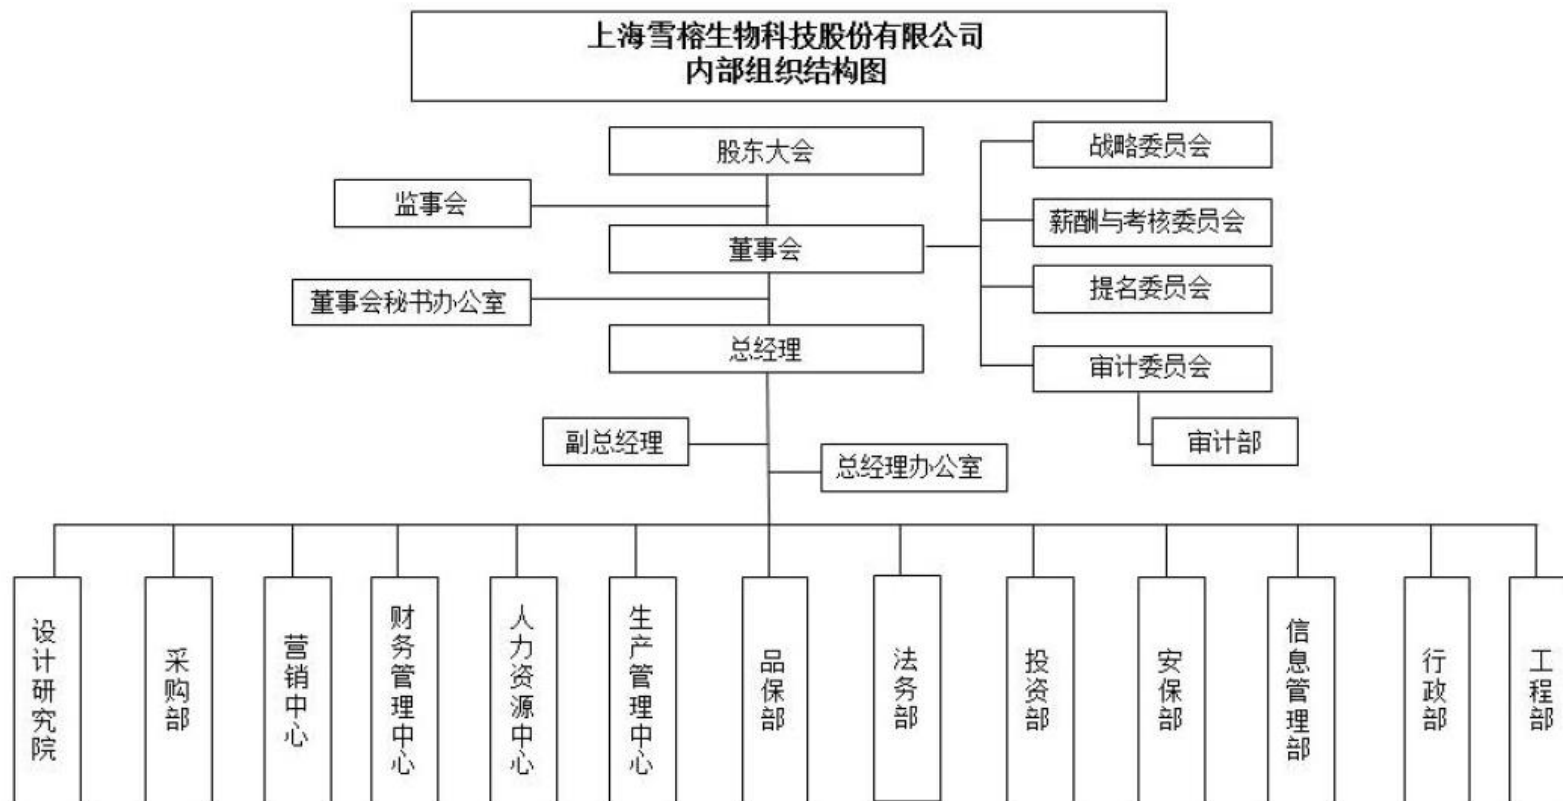 上海雪榕生物科技股份有限公司
内部组织结构图
股东大会
战略委员会
监事会
薪酬与考核委员会
董事会
提名委员会
董事会秘书办公室
总经理
审计委员会
副总经理
审计部
总经理办公室
设计研究院
采购部
营销中心
财务管理中心
人力资源中心
生产管理中心
品保部
法务部
投资部
安保部
信息管理部
行政部
工程部